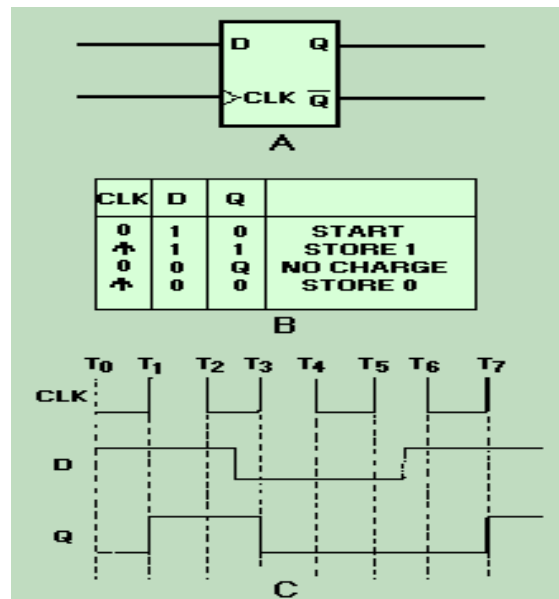 D Q
CLK Q̅
A
CLK D Q
0 1 0 START
↑ 1 1 STORE 1
0 0 Q NO CHARGE
↑ 0 0 STORE 0
B
T0 T1 T2 T3 T4 T5 T6 T7
CLK
D
Q
C